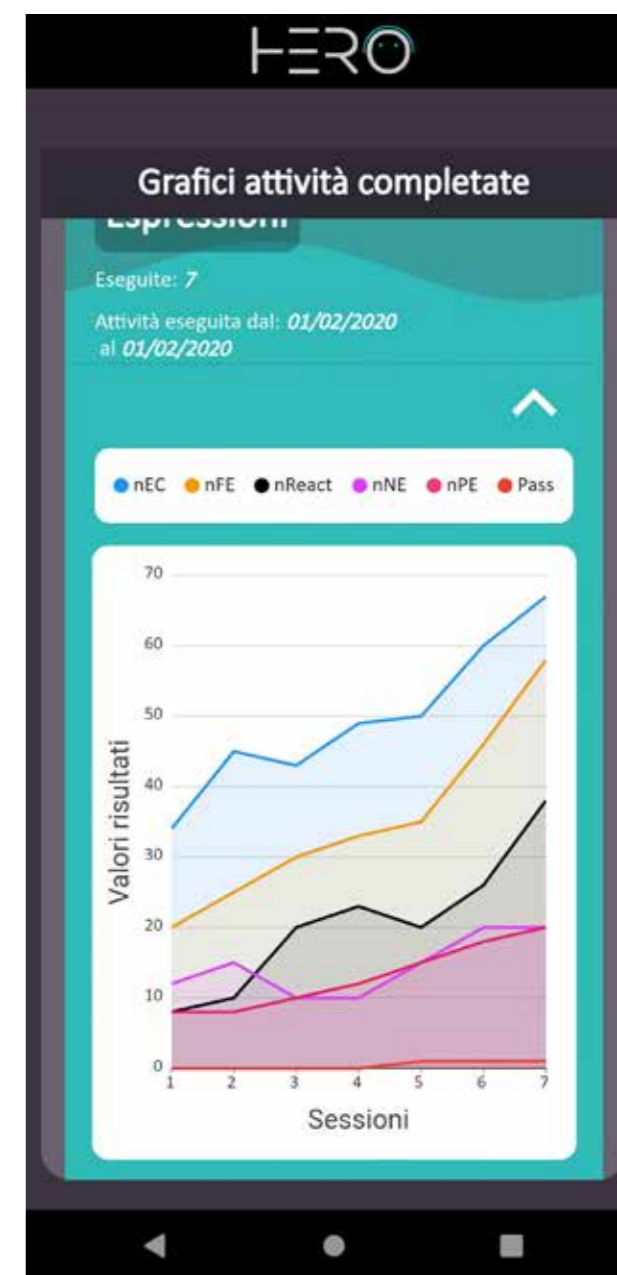 HERO
Grafici attività completate
Espressioni
Eseguite: 7
Attività eseguita dal: 01/02/2020
al 01/02/2020
nEC nFE nReact nNE nPE Pass
70
60
50
40
30
20
10
0
Valori risultati
1 2 3 4 5 6 7
Sessioni